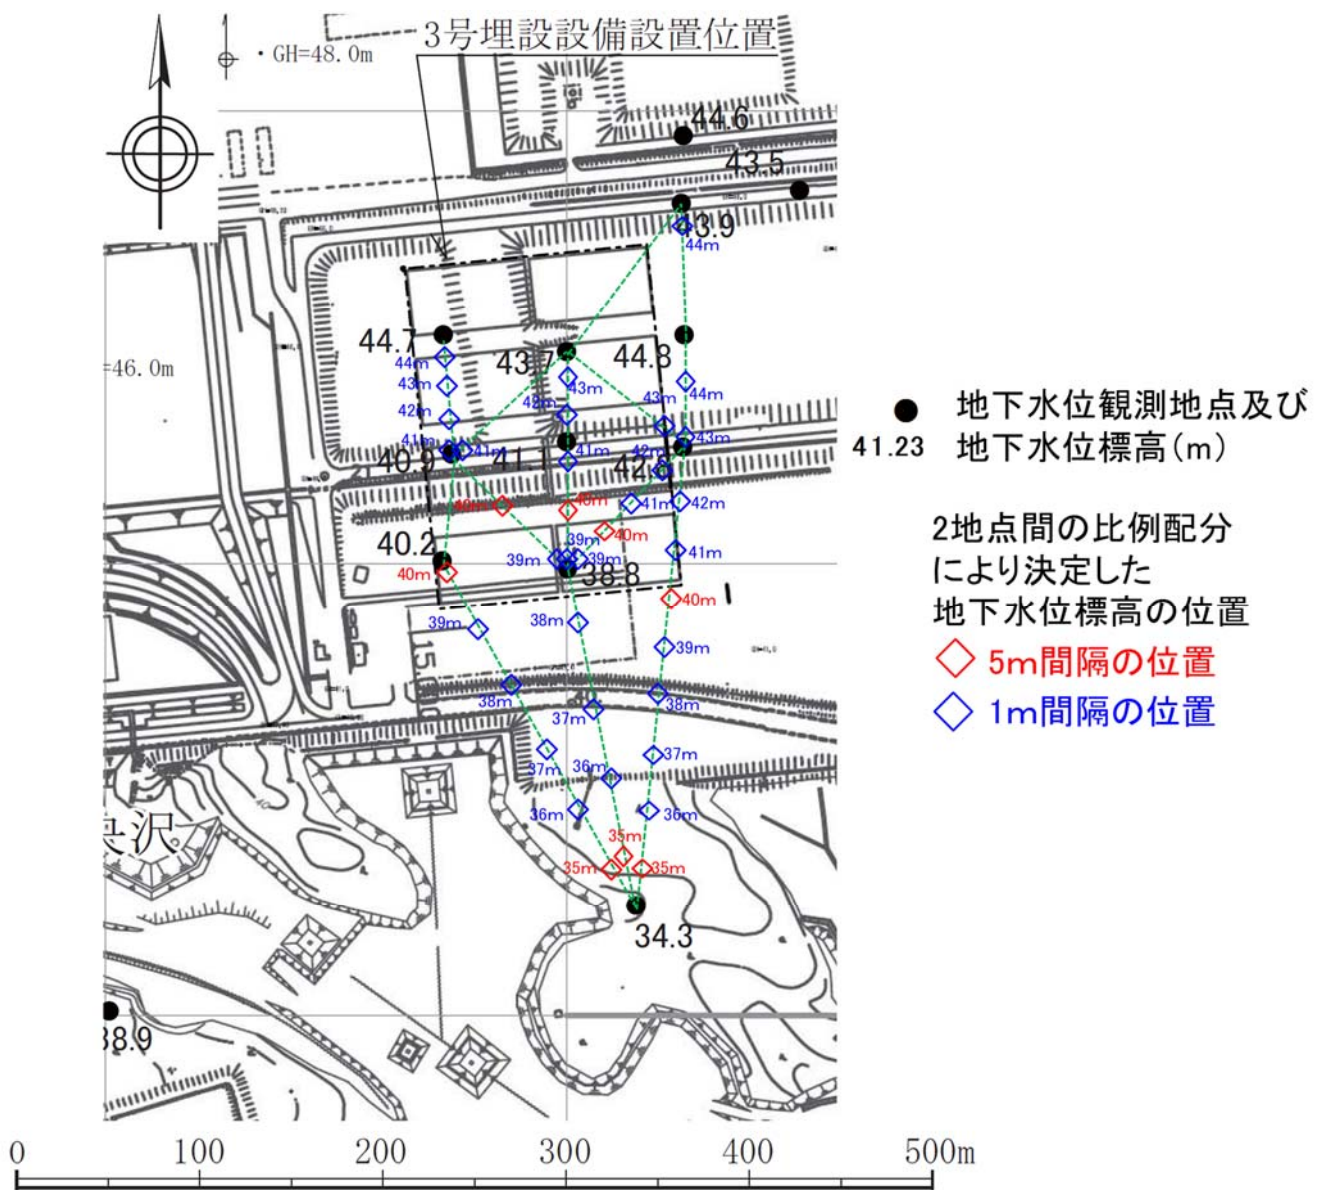 3号埋設設備設置位置
・GH=48.0m
44.6
43.5
43.9
44m
44.7
43.7
44.8
=46.0m
44m
43m
43m
44m
43m
42m
42m
41m
40.9
41m
41.1
41m
42m
43m
40m
40m
41m
42m
40.2
39m
40m
41m
39m
39m
38.8
40m
40m
39m
38m
39m
15
38m
37m
38m
37m
36m
37m
沢
36m
36m
35m
35m
35m
34.3
38.9
地下水位観測地点及び
41.23 地下水位標高(m)
2地点間の比例配分
により決定した
地下水位標高の位置
5m間隔の位置
1m間隔の位置
0 100 200 300 400 500m